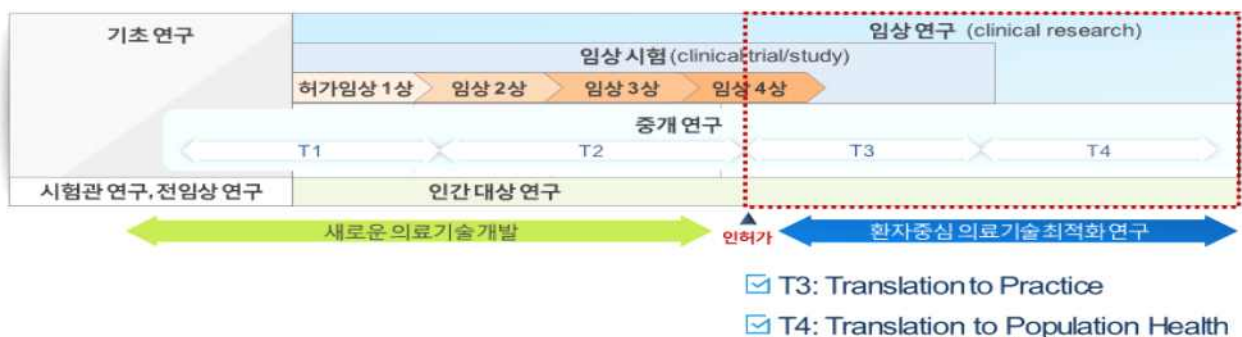 기초 연구
임상 연구 (clinical research)
임상 시험 (clinical trial/study)
허가임상 1상 임상 2상 임상 3상 임상 4상
중개 연구
T1 T2 T3 T4
시험관 연구, 전임상 연구 인간 대상 연구
새로운 의료기술 개발 인허가 환자중심 의료기술 최적화 연구
T3: Translation to Practice
T4: Translation to Population Health